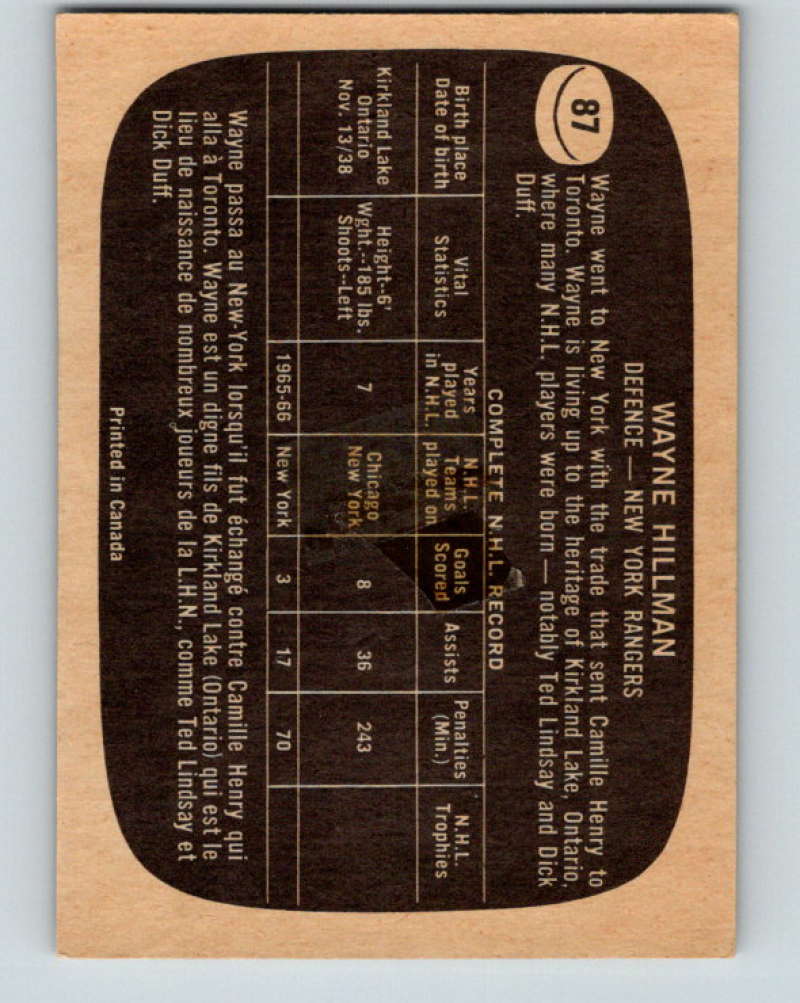 87
WAYNE HILLMAN
DEFENCE — NEW YORK RANGERS
Wayne went to New York with the trade that sent Camille Henry to
Toronto. Wayne is living up to the heritage of Kirkland Lake, Ontario,
where many N.H.L. players were born — notably Ted Lindsay and Dick
Duff.
COMPLETE N.H.L. RECORD
Birth place
Date of birth
Vital
Statistics
Years
played
in N.H.L.
N.H.L.
Teams
played on
Goals
Scored
Assists
Penalties
(Min.)
N.H.L.
Trophies
Kirkland Lake
Ontario
Nov. 13/38
Height--6'
Wght.--185 lbs.
Shoots--Left
7
Chicago
New York
8
36
243
1965-66
New York
3
17
70
Wayne passa au New-York lorsqu'il fut échangé contre Camille Henry qui
alla à Toronto. Wayne est un digne fils de Kirkland Lake (Ontario) qui est le
lieu de naissance de nombreux joueurs de la L.H.N., comme Ted Lindsay et
Dick Duff.
Printed in Canada